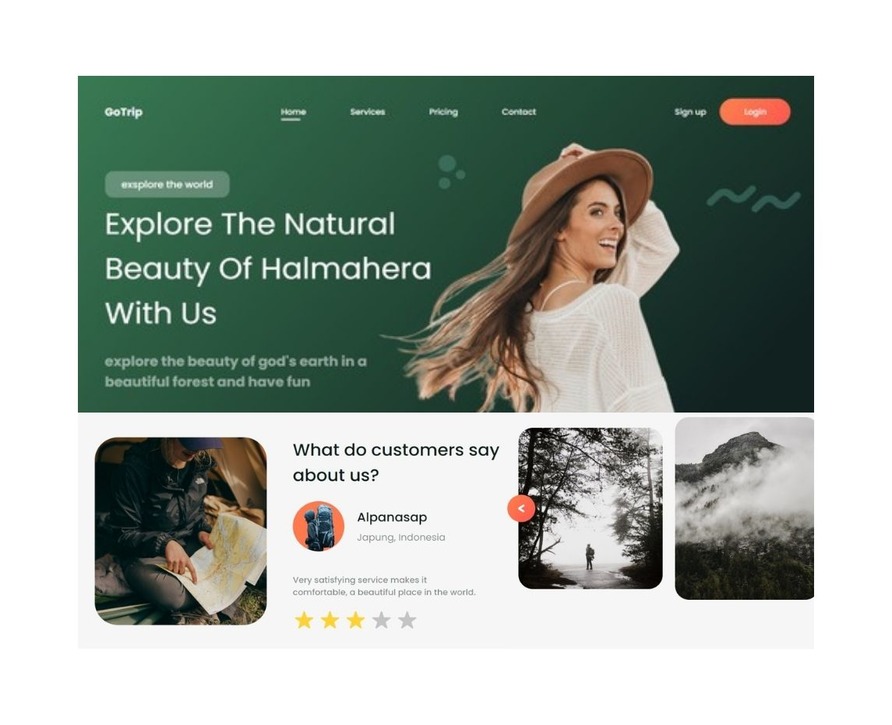 GoTrip
Home
Services
Pricing
Contact
Sign up
Login
exsplore the world
Explore The Natural
Beauty Of Halmahera
With Us
explore the beauty of god's earth in a
beautiful forest and have fun
What do customers say
about us?
Alpanasap
Japung, Indonesia
Very satisfying service makes it
comfortable, a beautiful place in the world.
<